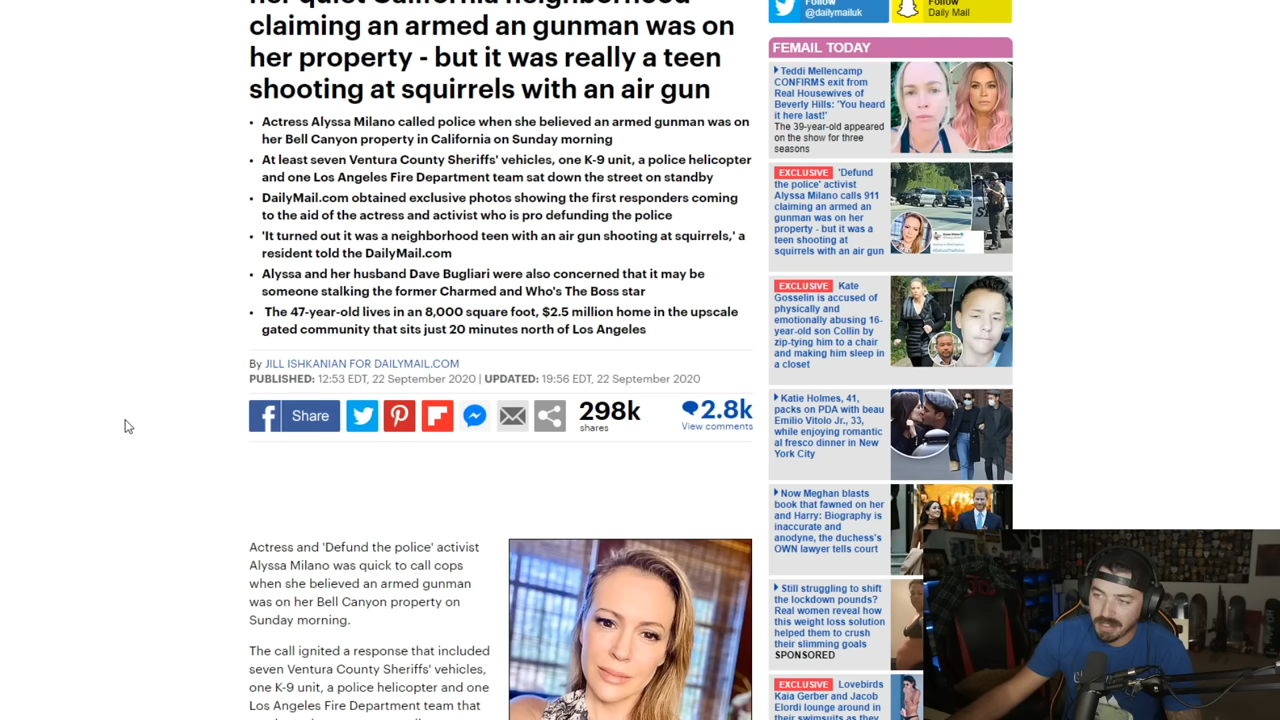 her quiet California neighborhood
claiming an armed an gunman was on
her property - but it was really a teen
shooting at squirrels with an air gun
• Actress Alyssa Milano called police when she believed an armed gunman was on
her Bell Canyon property in California on Sunday morning
• At least seven Ventura County Sheriffs' vehicles, one K-9 unit, a police helicopter
and one Los Angeles Fire Department team sat down the street on standby
• DailyMail.com obtained exclusive photos showing the first responders coming
to the aid of the actress and activist who is pro defunding the police
• 'It turned out it was a neighborhood teen with an air gun shooting at squirrels,' a
resident told the DailyMail.com
• Alyssa and her husband Dave Bugliari were also concerned that it may be
someone stalking the former Charmed and Who's The Boss star
• The 47-year-old lives in an 8,000 square foot, $2.5 million home in the upscale
gated community that sits just 20 minutes north of Los Angeles
By JILL ISHKANIAN FOR DAILYMAIL.COM
PUBLISHED: 12:53 EDT, 22 September 2020 | UPDATED: 19:56 EDT, 22 September 2020
Share
298k
shares
2.8k
View comments
Actress and 'Defund the police' activist
Alyssa Milano was quick to call cops
when she believed an armed gunman
was on her Bell Canyon property on
Sunday morning.
The call ignited a response that included
seven Ventura County Sheriffs' vehicles,
one K-9 unit, a police helicopter and one
Los Angeles Fire Department team that
Follow
@dailymailuk
Follow
Daily Mail
FEMAIL TODAY
Teddi Mellencamp
CONFIRMS exit from
Real Housewives of
Beverly Hills: 'You heard
it here last!'
The 39-year-old appeared
on the show for three
seasons
EXCLUSIVE 'Defund
the police' activist
Alyssa Milano calls 911
claiming an armed an
gunman was on her
property - but it was a
teen shooting at
squirrels with an air gun
EXCLUSIVE Kate
Gosselin is accused of
physically and
emotionally abusing 16-
year-old son Collin by
zip-tying him to a chair
and making him sleep in
a closet
Katie Holmes, 41,
packs on PDA with beau
Emilio Vitolo Jr., 33,
while enjoying romantic
al fresco dinner in New
York City
Now Meghan blasts
book that fawned on her
and Harry: Biography is
inaccurate and
anodyne, the duchess's
OWN lawyer tells court
Still struggling to shift
the lockdown pounds?
Real women reveal how
this weight loss solution
helped them to crush
their slimming goals
SPONSORED
EXCLUSIVE Lovebirds
Kaia Gerber and Jacob
Elordi lounge around in
their swimsuits as they